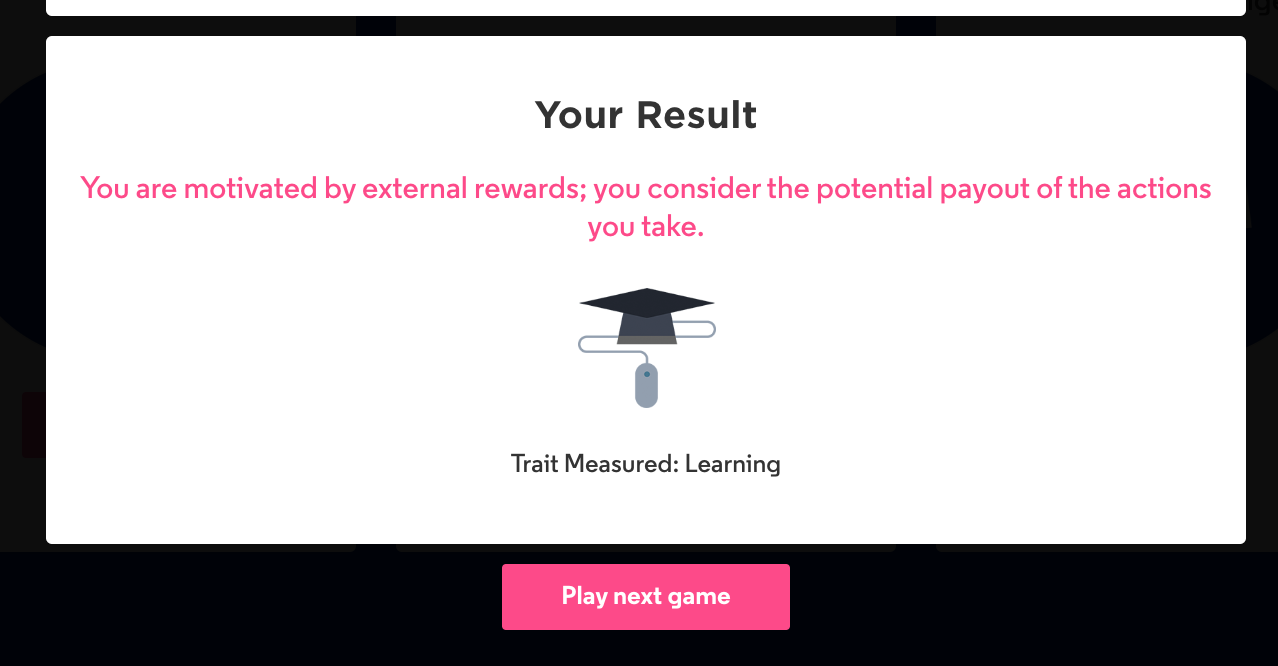 Your Result
You are motivated by external rewards; you consider the potential payout of the actions
you take.
Trait Measured: Learning
Play next game